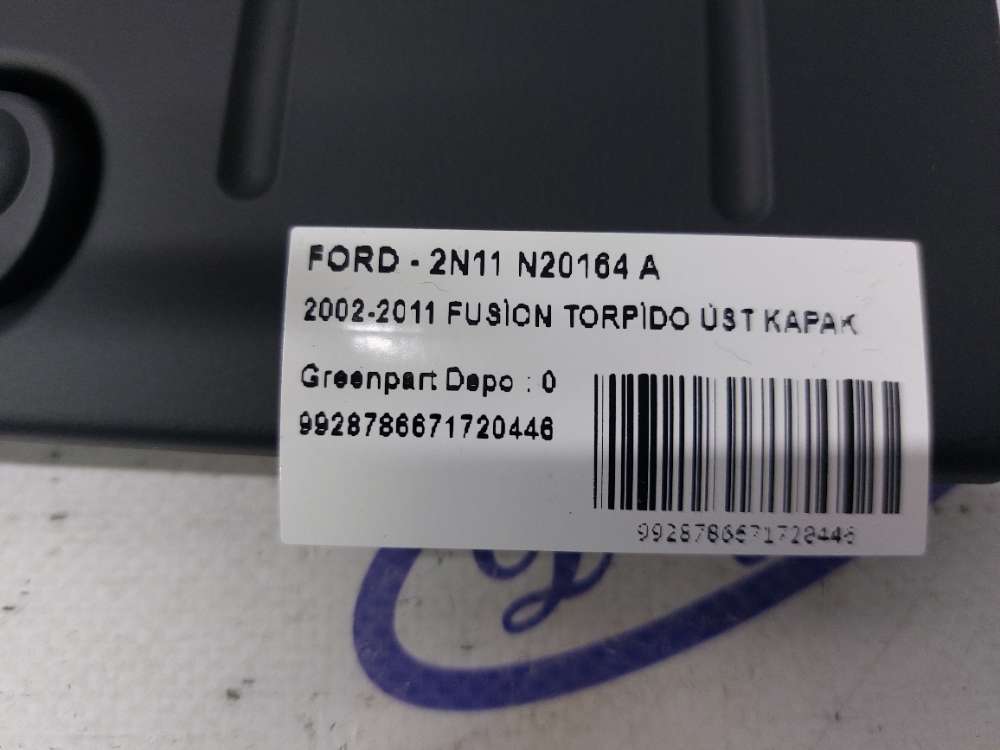 FORD - 2N11 N20164 A
2002-2011 FUSİON TORPİDO ÜST KAPAK
Greenpart Depo : 0
9928786671720446
9928786671720446